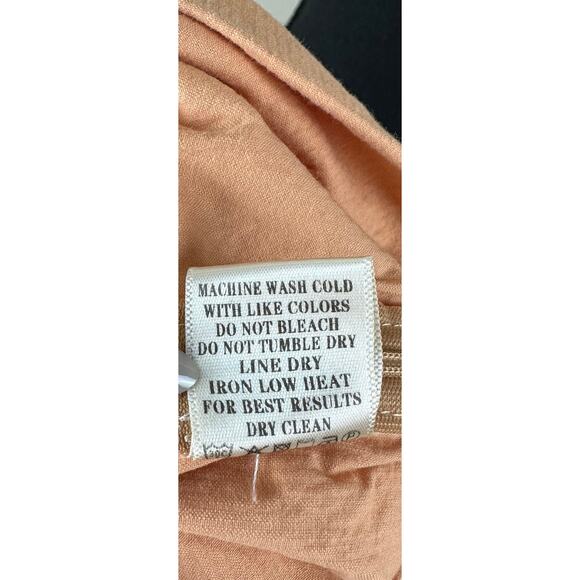 MACHINE WASH COLD
WITH LIKE COLORS
DO NOT BLEACH
DO NOT TUMBLE DRY
LINE DRY
IRON LOW HEAT
FOR BEST RESULTS
DRY CLEAN
30C P